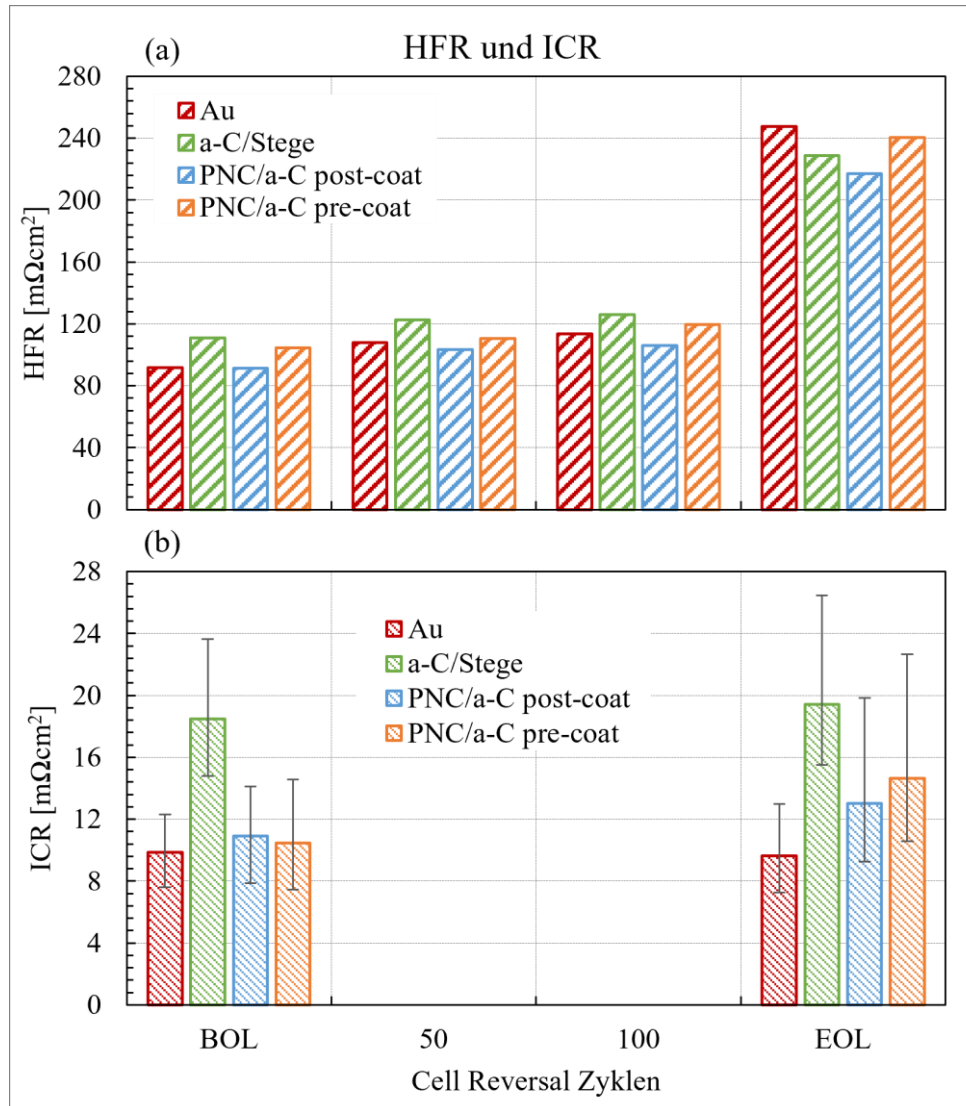 HFR und ICR
(a)
280
240
200
160
120
80
40
0
HFR [mΩcm²]
Au
a-C/Stege
PNC/a-C post-coat
PNC/a-C pre-coat
(b)
28
24
20
16
12
8
4
0
ICR [mΩcm²]
Au
a-C/Stege
PNC/a-C post-coat
PNC/a-C pre-coat
BOL 50 100 EOL
Cell Reversal Zyklen